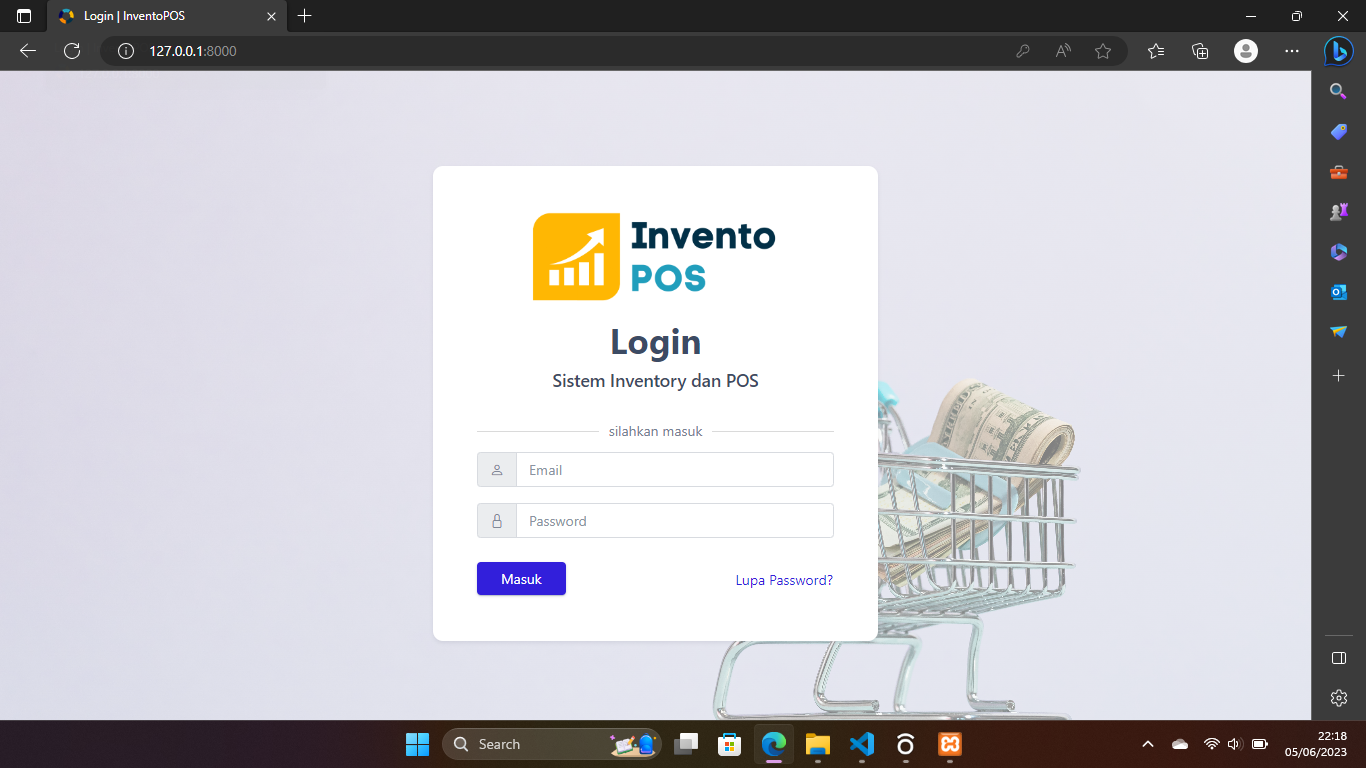 Login | InventoPOS
127.0.0.1:8000
Invento
POS
Login
Sistem Inventory dan POS
silahkan masuk
Email
Password
Masuk
Lupa Password?
Search
22:18
05/06/2023